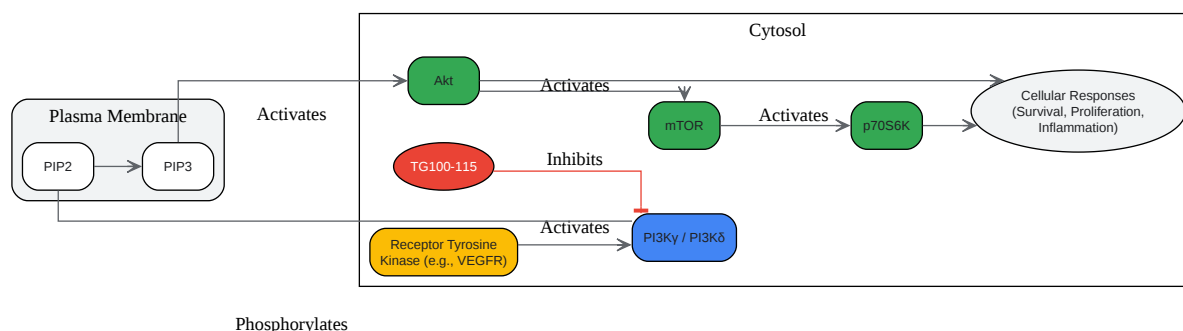 Cytosol
Akt
Activates
Activates
Cellular Responses
(Survival, Proliferation,
Inflammation)
Plasma Membrane
mTOR
Activates
p70S6K
PIP2
PIP3
TG100-115
Inhibits
Activates
PI3Kγ / PI3Kδ
Receptor Tyrosine
Kinase (e.g., VEGFR)
Phosphorylates